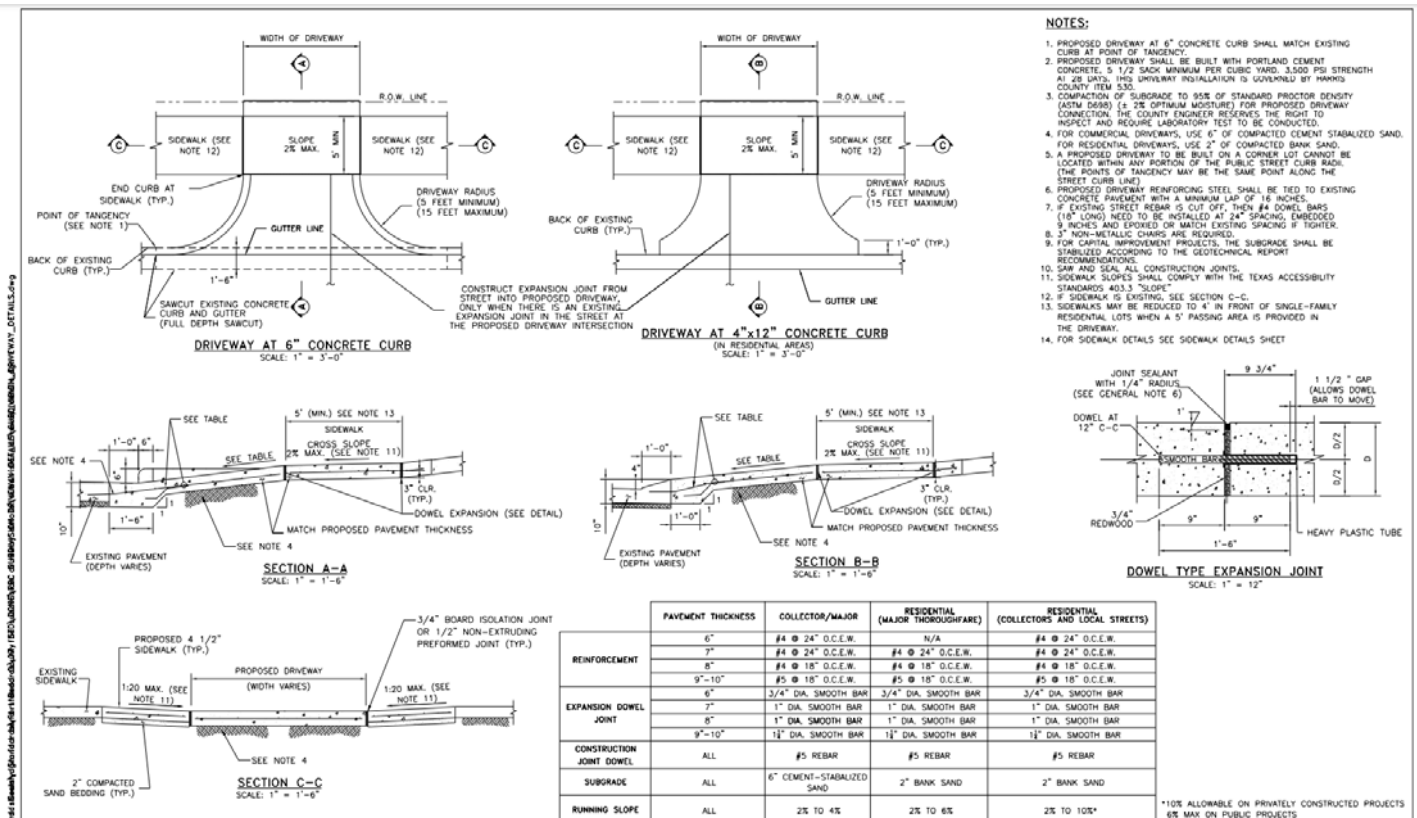 WIDTH OF DRIVEWAY
A
R.O.W. LINE
C
SIDEWALK (SEE
NOTE 12)
SLOPE
2% MAX.
5' MIN
SIDEWALK (SEE
NOTE 12)
C
END CURB AT
SIDEWALK (TYP.)
DRIVEWAY RADIUS
(5 FEET MINIMUM)
(15 FEET MAXIMUM)
POINT OF TANGENCY
(SEE NOTE 1)
GUTTER LINE
BACK OF EXISTING
CURB (TYP.)
1'-6"
SAWCUT EXISTING CONCRETE
CURB AND GUTTER
(FULL DEPTH SAWCUT)
A
CONSTRUCT EXPANSION JOINT FROM
STREET INTO PROPOSED DRIVEWAY,
ONLY WHEN THERE IS AN EXISTING
EXPANSION JOINT IN THE STREET AT
THE PROPOSED DRIVEWAY INTERSECTION
DRIVEWAY AT 6" CONCRETE CURB
SCALE: 1" = 3'-0"
WIDTH OF DRIVEWAY
B
R.O.W. LINE
C
SIDEWALK (SEE
NOTE 12)
SLOPE
2% MAX.
5' MIN
SIDEWALK (SEE
NOTE 12)
C
DRIVEWAY RADIUS
(5 FEET MINIMUM)
(15 FEET MAXIMUM)
BACK OF EXISTING
CURB (TYP.)
1'-0" (TYP.)
B
GUTTER LINE
DRIVEWAY AT 4"x12" CONCRETE CURB
(IN RESIDENTIAL AREAS)
SCALE: 1" = 3'-0"
NOTES:
1. PROPOSED DRIVEWAY AT 6" CONCRETE CURB SHALL MATCH EXISTING
CURB AT POINT OF TANGENCY.
2. PROPOSED DRIVEWAY SHALL BE BUILT WITH PORTLAND CEMENT
CONCRETE, 5 1/2 SACK MINIMUM PER CUBIC YARD. 3,500 PSI STRENGTH
AT 28 DAYS. THIS DRIVEWAY INSTALLATION IS GOVERNED BY HARRIS
COUNTY ITEM 530.
3. COMPACTION OF SUBGRADE TO 95% OF STANDARD PROCTOR DENSITY
(ASTM D698) (± 2% OPTIMUM MOISTURE) FOR PROPOSED DRIVEWAY
CONNECTION. THE COUNTY ENGINEER RESERVES THE RIGHT TO
INSPECT AND REQUIRE LABORATORY TEST TO BE CONDUCTED.
4. FOR COMMERCIAL DRIVEWAYS, USE 6" OF COMPACTED CEMENT STABALIZED SAND.
FOR RESIDENTIAL DRIVEWAYS, USE 2" OF COMPACTED BANK SAND.
5. A PROPOSED DRIVEWAY TO BE BUILT ON A CORNER LOT CANNOT BE
LOCATED WITHIN ANY PORTION OF THE PUBLIC STREET CURB RADII.
(THE POINTS OF TANGENCY MAY BE THE SAME POINT ALONG THE
STREET CURB LINE)
6. PROPOSED DRIVEWAY REINFORCING STEEL SHALL BE TIED TO EXISTING
CONCRETE PAVEMENT WITH A MINIMUM LAP OF 16 INCHES.
7. IF EXISTING STREET REBAR IS CUT OFF, THEN #4 DOWEL BARS
(18" LONG) NEED TO BE INSTALLED AT 24" SPACING, EMBEDDED
9 INCHES AND EPOXIED OR MATCH EXISTING SPACING IF TIGHTER.
8. 3" NON-METALLIC CHAIRS ARE REQUIRED.
9. FOR CAPITAL IMPROVEMENT PROJECTS, THE SUBGRADE SHALL BE
STABILIZED ACCORDING TO THE GEOTECHNICAL REPORT
RECOMMENDATIONS.
10. SAW AND SEAL ALL CONSTRUCTION JOINTS.
11. SIDEWALK SLOPES SHALL COMPLY WITH THE TEXAS ACCESSIBILITY
STANDARDS 403.3 "SLOPE"
12. IF SIDEWALK IS EXISTING, SEE SECTION C-C.
13. SIDEWALKS MAY BE REDUCED TO 4' IN FRONT OF SINGLE-FAMILY
RESIDENTIAL LOTS WHEN A 5' PASSING AREA IS PROVIDED IN
THE DRIVEWAY.
14. FOR SIDEWALK DETAILS SEE SIDEWALK DETAILS SHEET
SEE TABLE
5' (MIN.) SEE NOTE 13
SIDEWALK
1'-0" 6"
SEE NOTE 4
6"
SEE TABLE
CROSS SLOPE
2% MAX. (SEE NOTE 11)
3" CLR.
(TYP.)
1
1
10"
1'-6"
DOWEL EXPANSION (SEE DETAIL)
MATCH PROPOSED PAVEMENT THICKNESS
SEE NOTE 4
EXISTING PAVEMENT
(DEPTH VARIES)
SECTION A-A
SCALE: 1" = 1'-6"
SEE TABLE
5' (MIN.) SEE NOTE 13
SIDEWALK
1'-0"
4"
SEE TABLE
CROSS SLOPE
2% MAX. (SEE NOTE 11)
3" CLR.
(TYP.)
1
1
10"
1'-0"
DOWEL EXPANSION (SEE DETAIL)
MATCH PROPOSED PAVEMENT THICKNESS
SEE NOTE 4
EXISTING PAVEMENT
(DEPTH VARIES)
SECTION B-B
SCALE: 1" = 1'-6"
JOINT SEALANT
WITH 1/4" RADIUS
(SEE GENERAL NOTE 6)
9 3/4"
1 1/2 " GAP
(ALLOWS DOWEL
BAR TO MOVE)
DOWEL AT
12" C-C
1'
SMOOTH BAR
D/2
D/2
D
3/4"
REDWOOD
9"
9"
1'-6"
HEAVY PLASTIC TUBE
DOWEL TYPE EXPANSION JOINT
SCALE: 1" = 12"
PROPOSED 4 1/2"
SIDEWALK (TYP.)
3/4" BOARD ISOLATION JOINT
OR 1/2" NON-EXTRUDING
PREFORMED JOINT (TYP.)
EXISTING
SIDEWALK
PROPOSED DRIVEWAY
(WIDTH VARIES)
1:20 MAX. (SEE
NOTE 11)
1:20 MAX. (SEE
NOTE 11)
SEE NOTE 4
2" COMPACTED
SAND BEDDING (TYP.)
SECTION C-C
SCALE: 1" = 1'-6"
PAVEMENT THICKNESS COLLECTOR/MAJOR RESIDENTIAL (MAJOR THOROUGHFARE) RESIDENTIAL (COLLECTORS AND LOCAL STREETS)
REINFORCEMENT
6" #4 @ 24" O.C.E.W. N/A #4 @ 24" O.C.E.W.
7" #4 @ 24" O.C.E.W. #4 @ 24" O.C.E.W. #4 @ 24" O.C.E.W.
8" #4 @ 18" O.C.E.W. #4 @ 18" O.C.E.W. #4 @ 18" O.C.E.W.
9"-10" #5 @ 18" O.C.E.W. #5 @ 18" O.C.E.W. #5 @ 18" O.C.E.W.
EXPANSION DOWEL JOINT
6" 3/4" DIA. SMOOTH BAR 3/4" DIA. SMOOTH BAR 3/4" DIA. SMOOTH BAR
7" 1" DIA. SMOOTH BAR 1" DIA. SMOOTH BAR 1" DIA. SMOOTH BAR
8" 1" DIA. SMOOTH BAR 1" DIA. SMOOTH BAR 1" DIA. SMOOTH BAR
9"-10" 1¼" DIA. SMOOTH BAR 1¼" DIA. SMOOTH BAR 1¼" DIA. SMOOTH BAR
CONSTRUCTION JOINT DOWEL ALL #5 REBAR #5 REBAR #5 REBAR
SUBGRADE ALL 6" CEMENT-STABALIZED SAND 2" BANK SAND 2" BANK SAND
RUNNING SLOPE ALL 2% TO 4% 2% TO 6% 2% TO 10%*
*10% ALLOWABLE ON PRIVATELY CONSTRUCTED PROJECTS
6% MAX ON PUBLIC PROJECTS